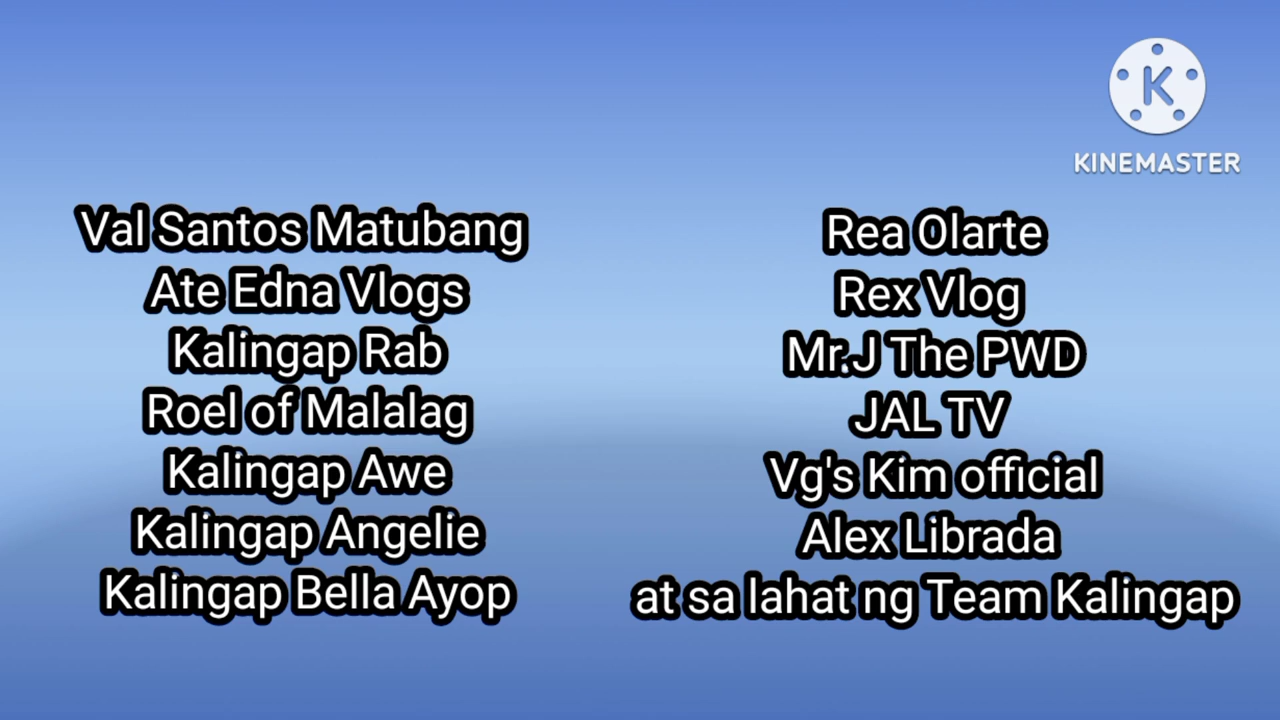 KINEMASTER
Val Santos Matubang
Ate Edna Vlogs
Kalingap Rab
Roel of Malalag
Kalingap Awe
Kalingap Angelie
Kalingap Bella Ayop
Rea Olarte
Rex Vlog
Mr.J The PWD
JAL TV
Vg's Kim official
Alex Librada
at sa lahat ng Team Kalingap